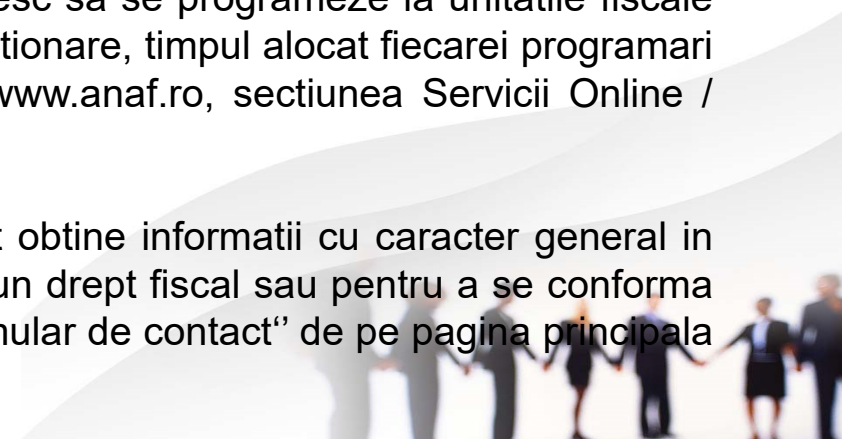 esc sa se programeze la unitatile fiscale
tionare, timpul alocat fiecarei programari
www.anaf.ro, sectiunea Servicii Online /
t obtine informatii cu caracter general in
un drept fiscal sau pentru a se conforma
mular de contact‘’ de pe pagina principala